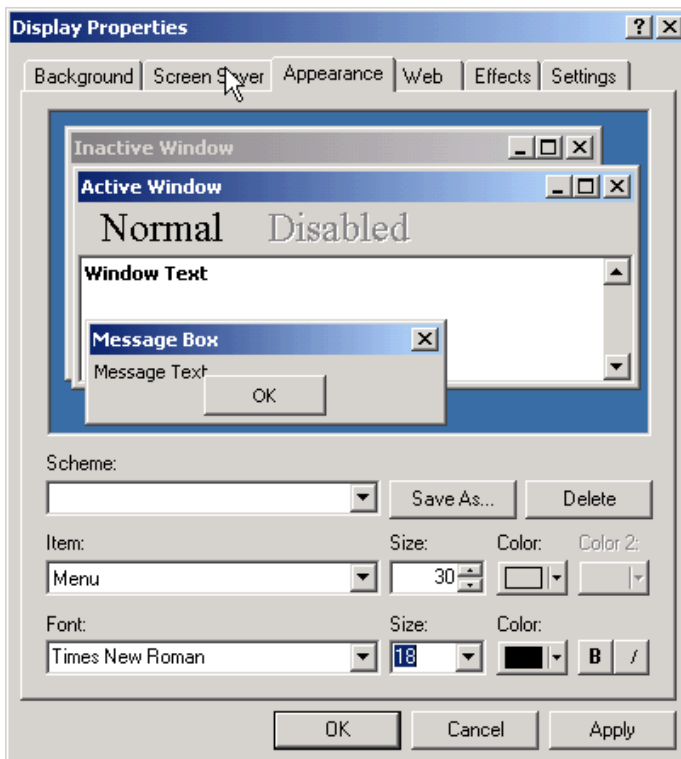 Display Properties
Background Screen Saver Appearance Web Effects Settings
Inactive Window
Active Window
Normal Disabled
Window Text
Message Box
Message Text
OK
Scheme:
Save As... Delete
Item: Size: Color: Color 2:
Menu 30
Font: Size: Color:
Times New Roman 18 B I
OK Cancel Apply